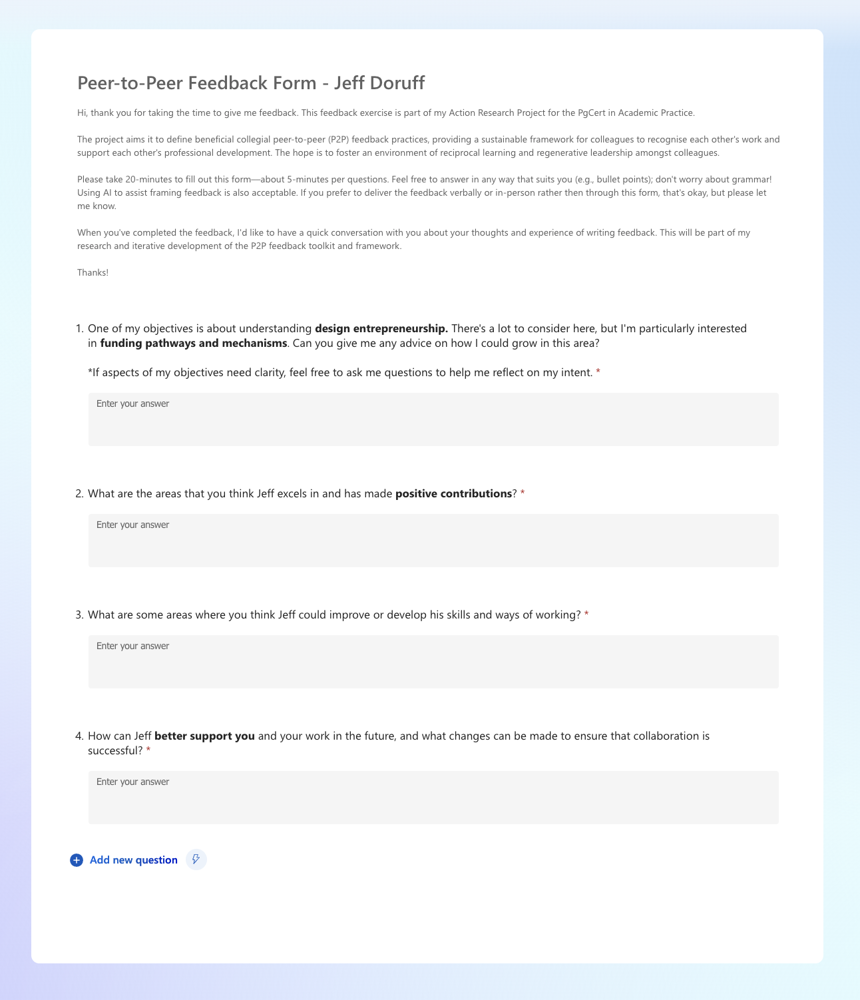 Peer-to-Peer Feedback Form - Jeff Doruff
Hi, thank you for taking the time to give me feedback. This feedback exercise is part of my Action Research Project for the PgCert in Academic Practice.
The project aims it to define beneficial collegial peer-to-peer (P2P) feedback practices, providing a sustainable framework for colleagues to recognise each other's work and
support each other's professional development. The hope is to foster an environment of reciprocal learning and regenerative leadership amongst colleagues.
Please take 20-minutes to fill out this form—about 5-minutes per questions. Feel free to answer in any way that suits you (e.g., bullet points); don't worry about grammar!
Using AI to assist framing feedback is also acceptable. If you prefer to deliver the feedback verbally or in-person rather then through this form, that's okay, but please let
me know.
When you've completed the feedback, I'd like to have a quick conversation with you about your thoughts and experience of writing feedback. This will be part of my
research and iterative development of the P2P feedback toolkit and framework.
Thanks!
1. One of my objectives is about understanding design entrepreneurship. There's a lot to consider here, but I'm particularly interested
in funding pathways and mechanisms. Can you give me any advice on how I could grow in this area?
*If aspects of my objectives need clarity, feel free to ask me questions to help me reflect on my intent. *
Enter your answer
2. What are the areas that you think Jeff excels in and has made positive contributions? *
Enter your answer
3. What are some areas where you think Jeff could improve or develop his skills and ways of working? *
Enter your answer
4. How can Jeff better support you and your work in the future, and what changes can be made to ensure that collaboration is
successful? *
Enter your answer
Add new question